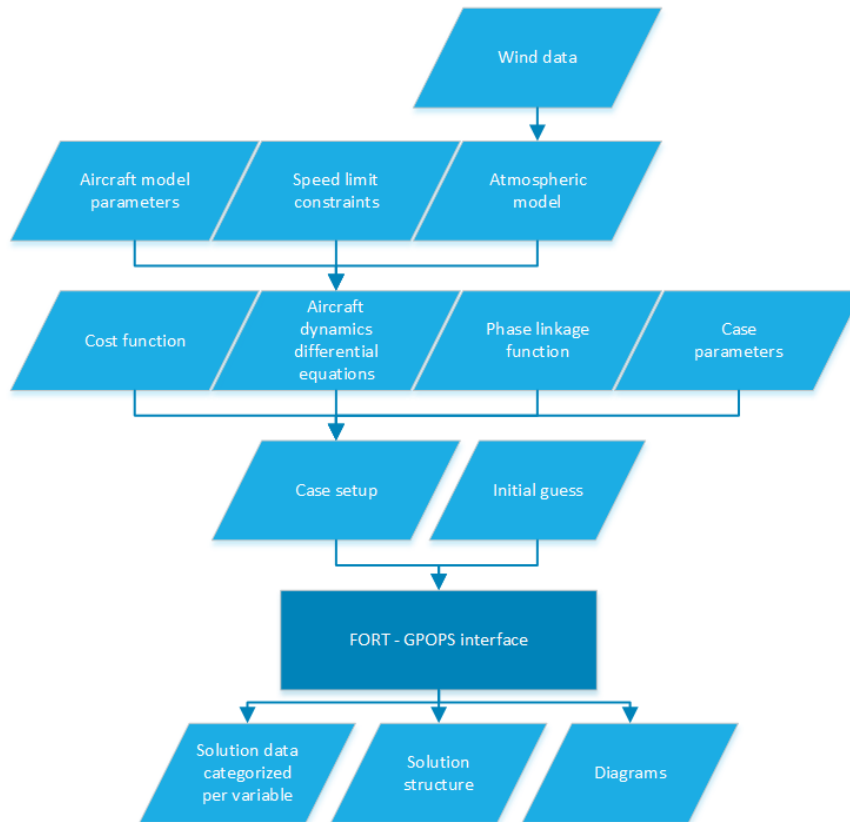 Wind data
Aircraft model
parameters
Speed limit
constraints
Atmospheric
model
Cost function
Aircraft
dynamics
differential
equations
Phase linkage
function
Case
parameters
Case setup
Initial guess
FORT - GPOPS interface
Solution data
categorized
per variable
Solution
structure
Diagrams